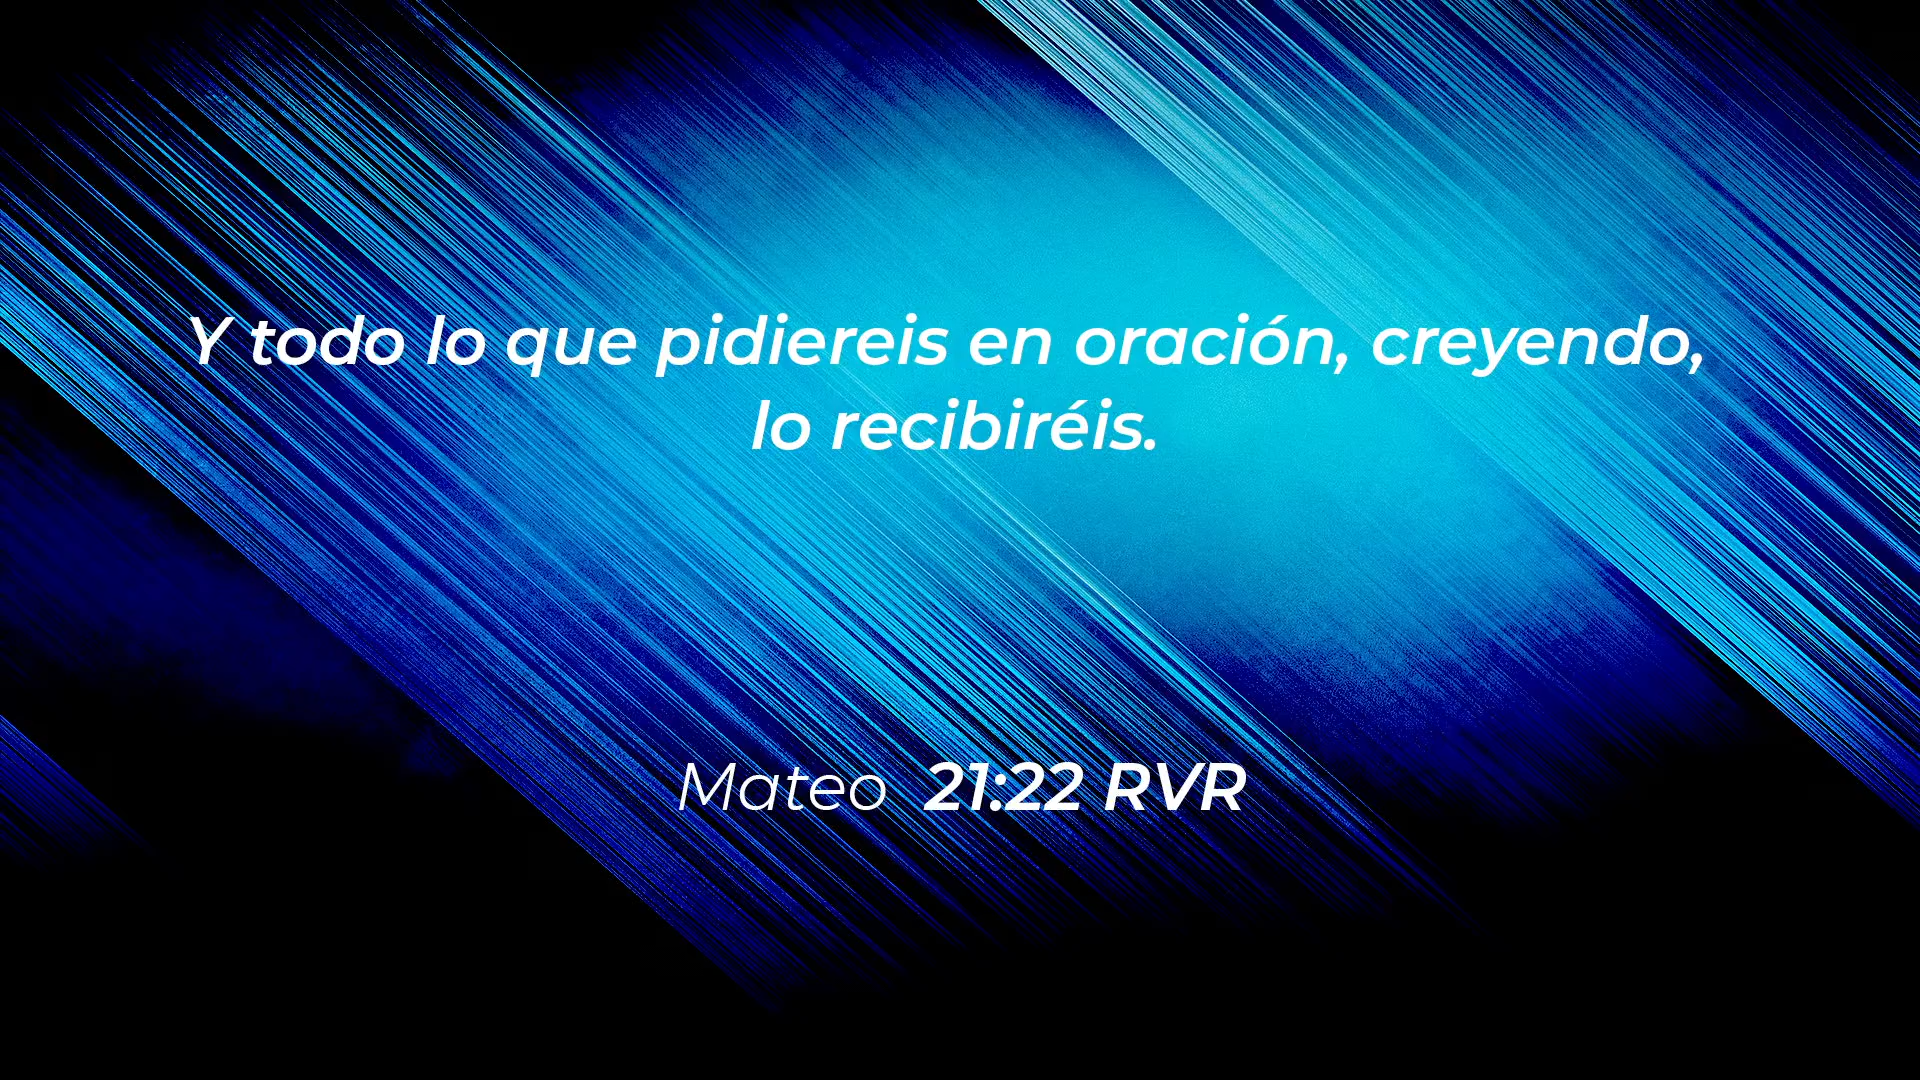 Y todo lo que pidiereis en oración, creyendo,
lo recibiréis.
Mateo 21:22 RVR